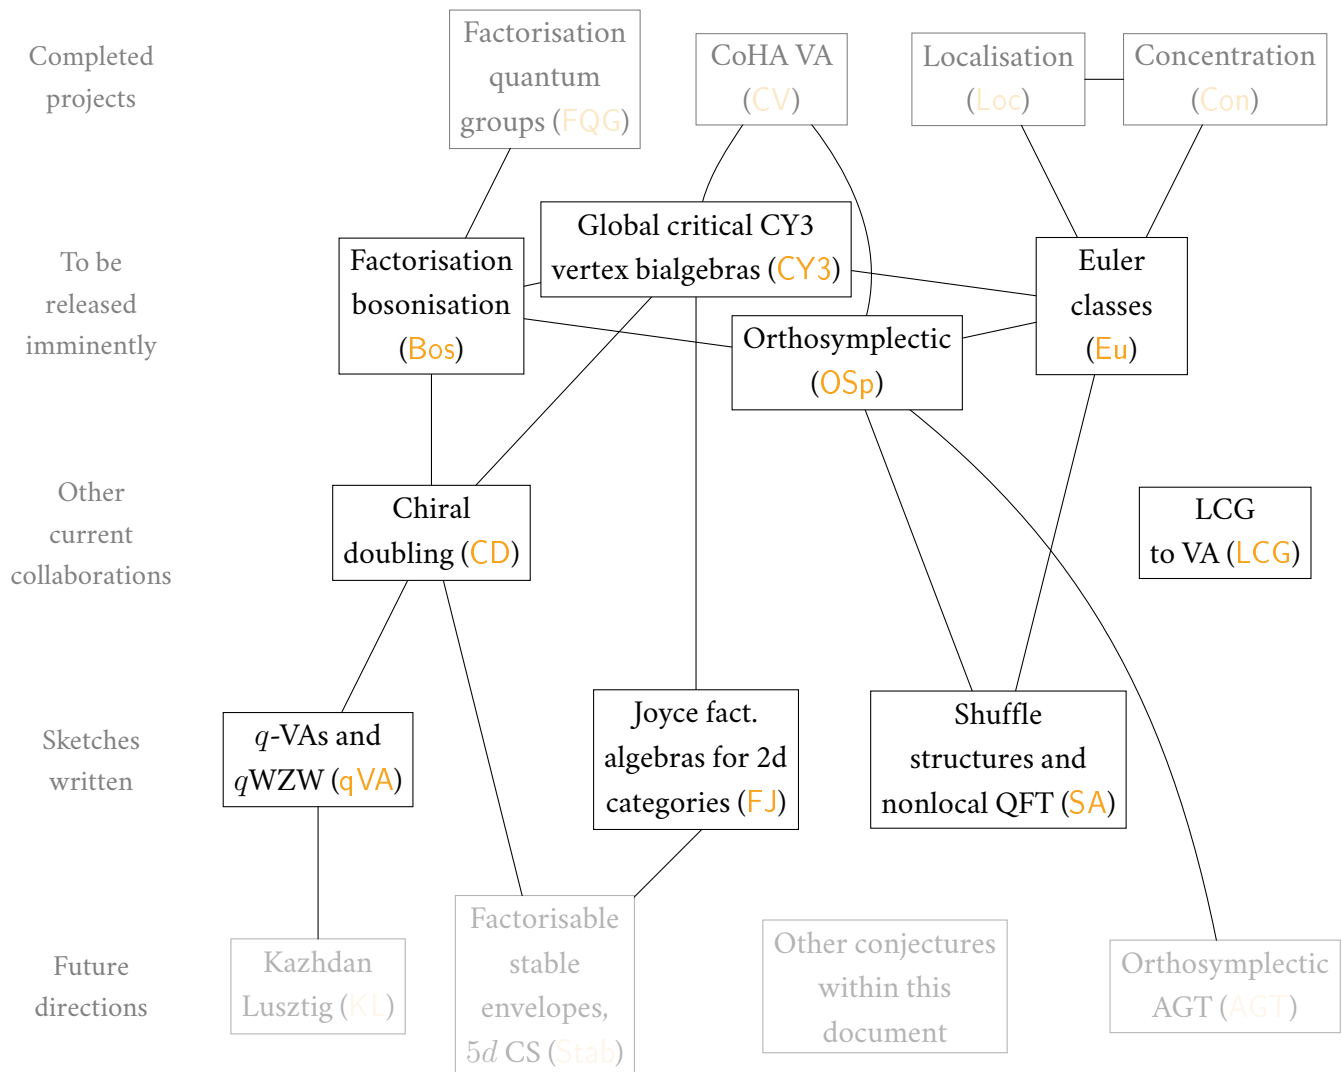 Completed
projects
Factorisation
quantum
groups (FQG)
CoHA VA
(CV)
Localisation
(Loc)
Concentration
(Con)
To be
released
imminently
Factorisation
bosonisation
(Bos)
Global critical CY3
vertex bialgebras (CY3)
Orthosymplectic
(OSp)
Euler
classes
(Eu)
Other
current
collaborations
Chiral
doubling (CD)
LCG
to VA (LCG)
Sketches
written
q-VAs and
qWZW (qVA)
Joyce fact.
algebras for 2d
categories (FJ)
Shuffle
structures and
nonlocal QFT (SA)
Future
directions
Kazhdan
Lusztig (KL)
Factorisable
stable
envelopes,
5d CS (Stab)
Other conjectures
within this
document
Orthosymplectic
AGT (AGT)